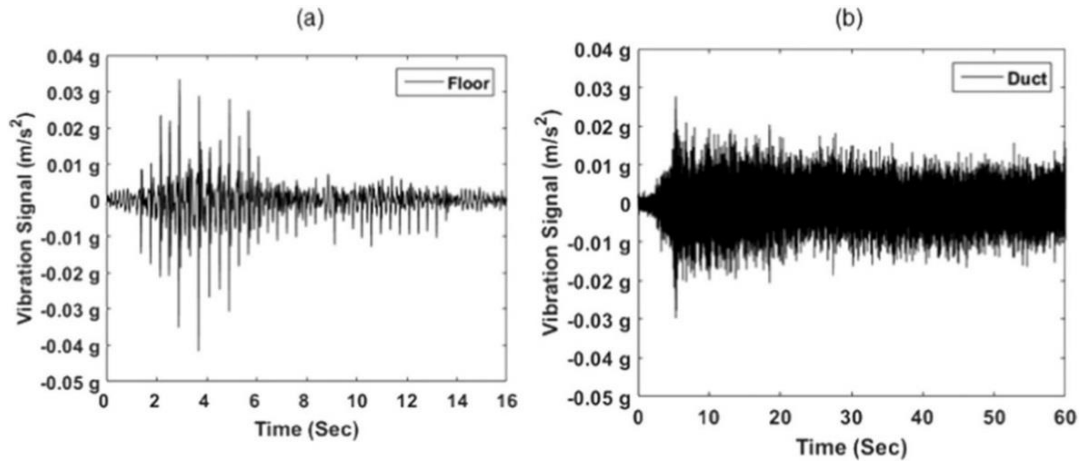 (a)
(b)
0.04 g
0.03 g
0.02 g
0.01 g
0
-0.01 g
-0.02 g
-0.03 g
-0.04 g
-0.05 g
Vibration Signal (m/s²)
Floor
0 2 4 6 8 10 12 14 16
Time (Sec)
0.04 g
0.03 g
0.02 g
0.01 g
0
-0.01 g
-0.02 g
-0.03 g
-0.04 g
-0.05 g
Vibration Signal (m/s²)
Duct
0 10 20 30 40 50 60
Time (Sec)